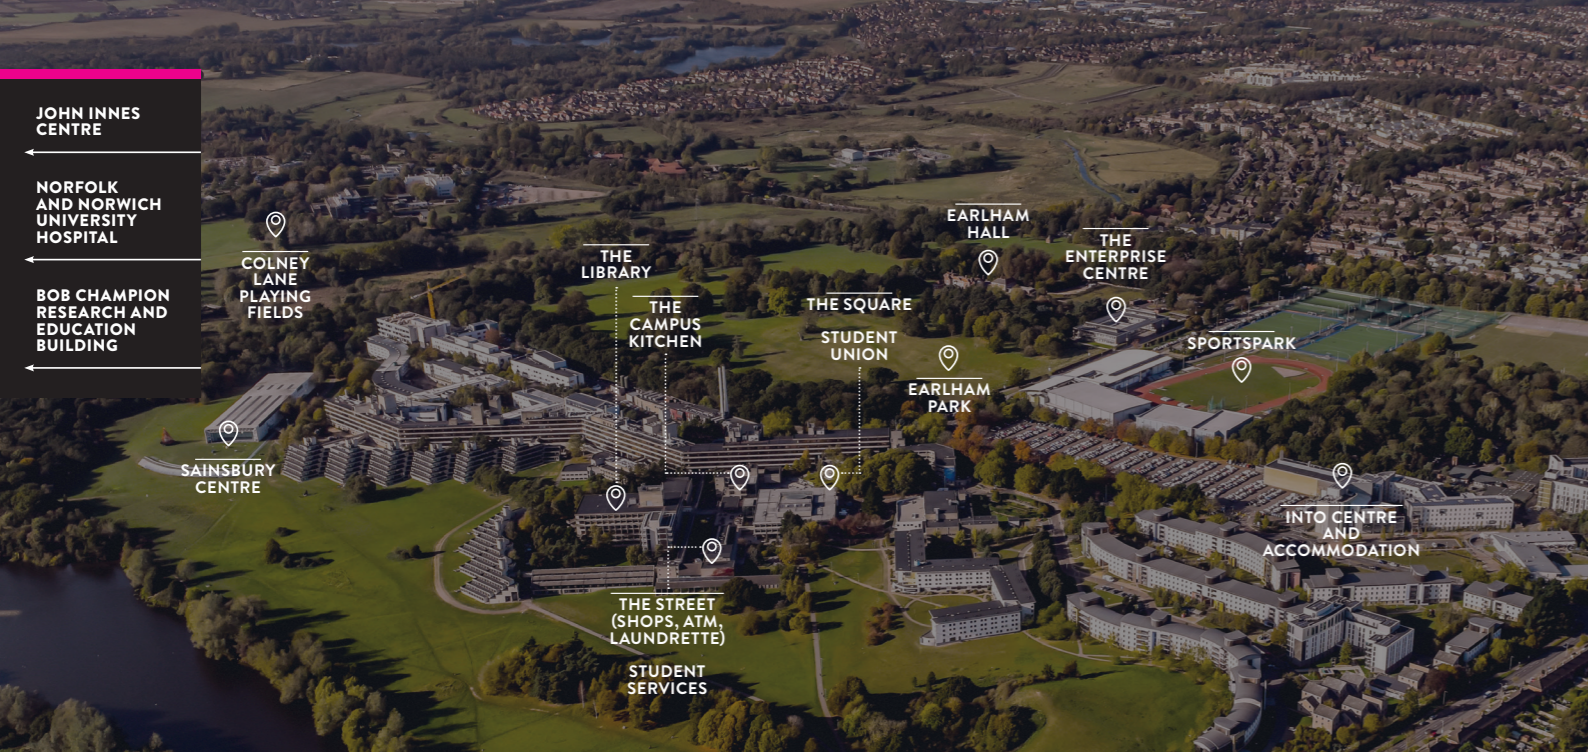 JOHN INNES
CENTRE
NORFOLK
AND NORWICH
UNIVERSITY
HOSPITAL
BOB CHAMPION
RESEARCH AND
EDUCATION
BUILDING
COLNEY
LANE
PLAYING
FIELDS
SAINSBURY
CENTRE
THE
LIBRARY
THE
CAMPUS
KITCHEN
THE SQUARE
STUDENT
UNION
EARLHAM
HALL
THE
ENTERPRISE
CENTRE
EARLHAM
PARK
SPORTSPARK
INTO CENTRE
AND
ACCOMMODATION
THE STREET
(SHOPS, ATM,
LAUNDRETTE)
STUDENT
SERVICES